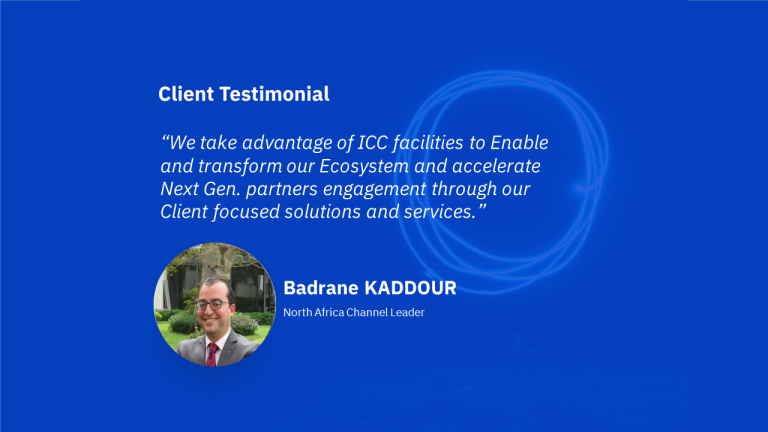 Client Testimonial
“We take advantage of ICC facilities to Enable
and transform our Ecosystem and accelerate
Next Gen. partners engagement through our
Client focused solutions and services.”
Badrane KADDOUR
North Africa Channel Leader